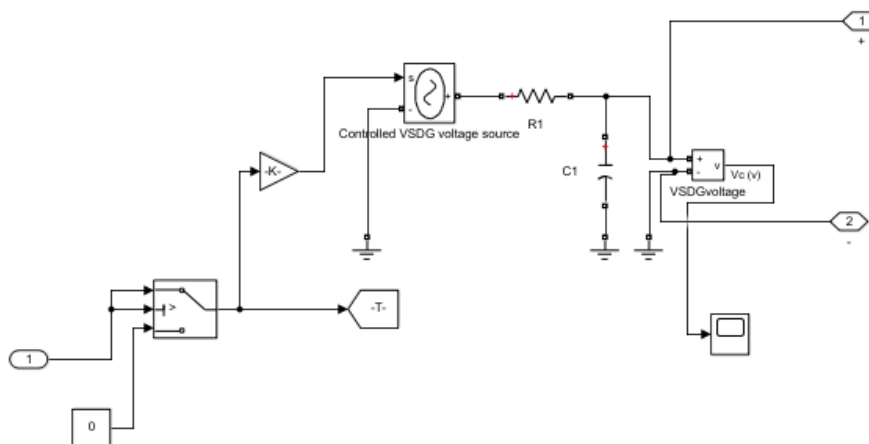 1
+
s
+
-
Controlled VSDG voltage source
R1
-K-
C1
+
-
v
Vc (v)
VSDGvoltage
2
-
>
-T-
1
0